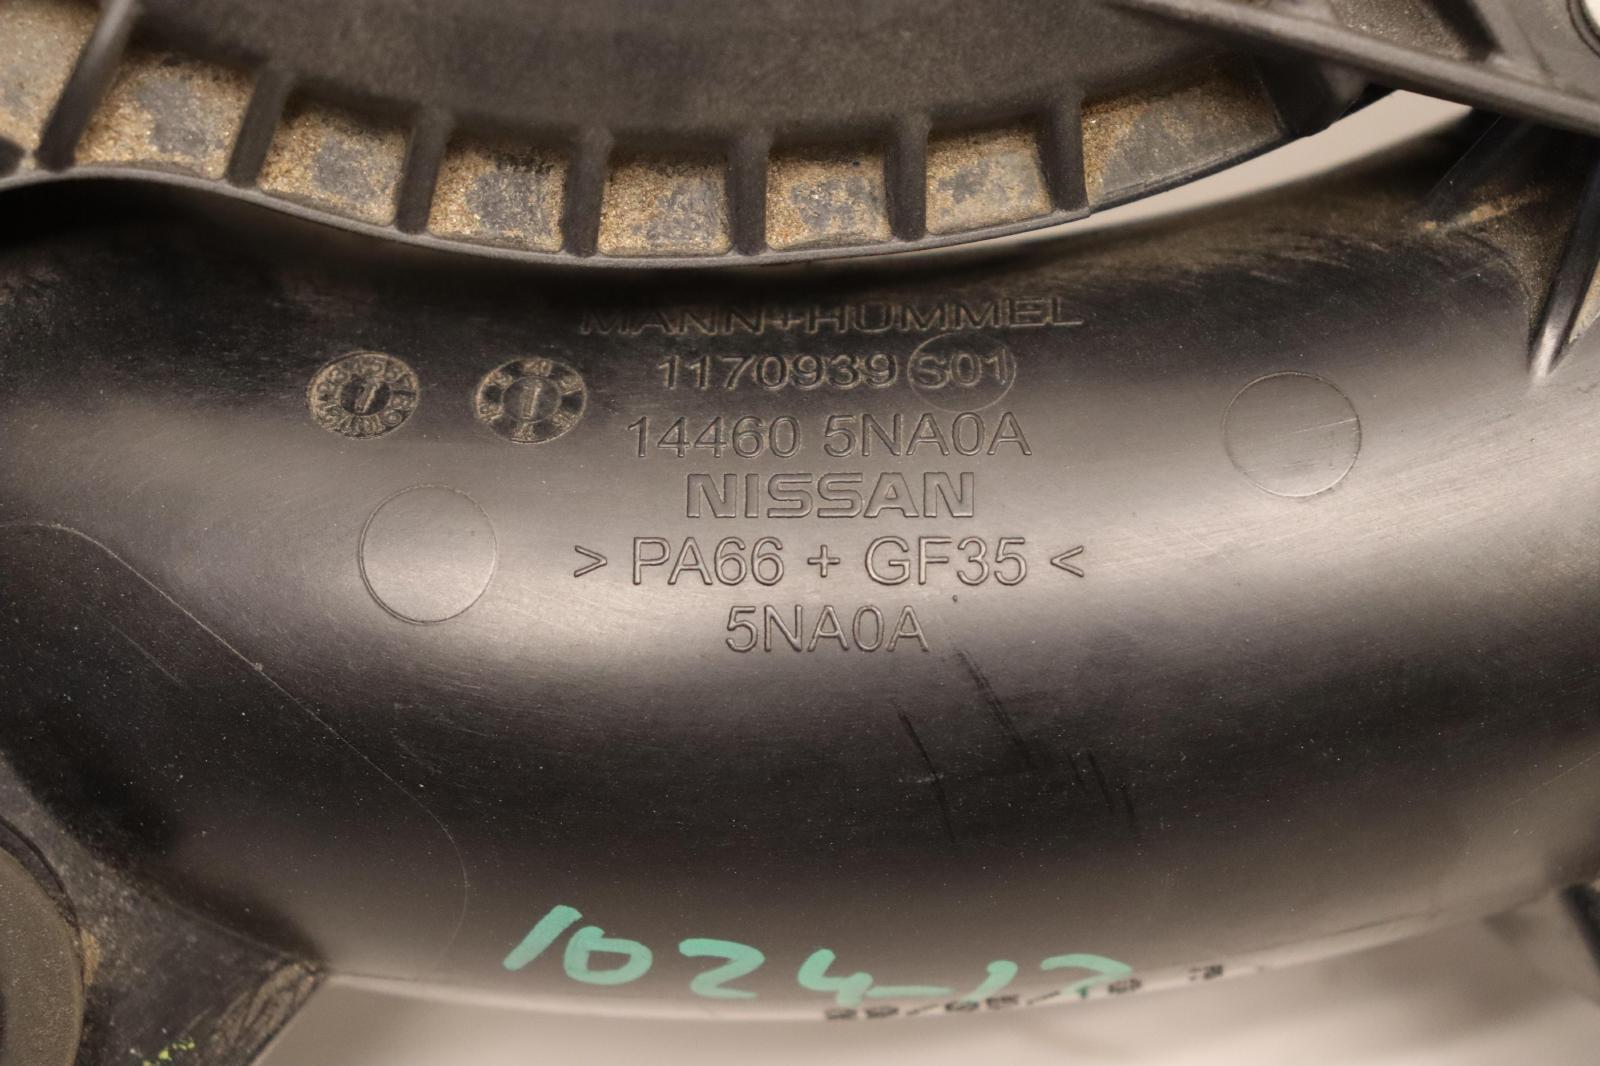 MANN+HUMMEL
1170939 S01
14460 5NA0A
NISSAN
> PA66 + GF35 <
5NA0A
1024-17